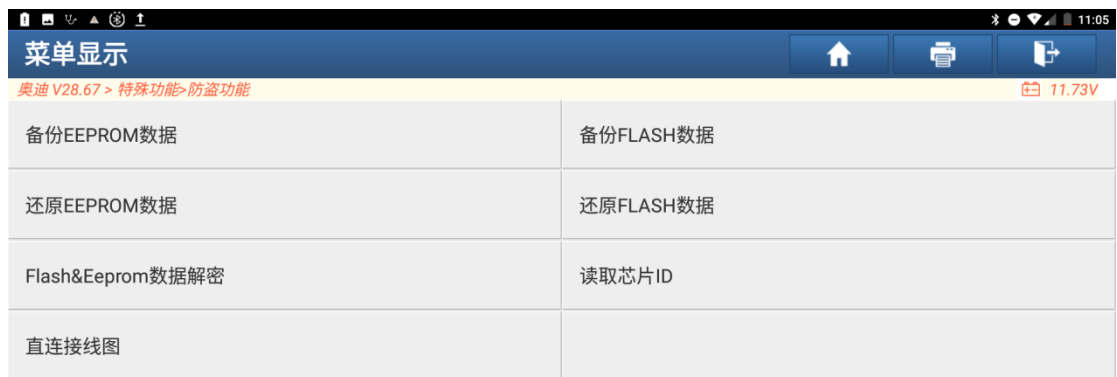 11:05
菜单显示
奥迪 V28.67 > 特殊功能>防盗功能
11.73V
备份EEPROM数据
备份FLASH数据
还原EEPROM数据
还原FLASH数据
Flash&Eeprom数据解密
读取芯片ID
直连接线图